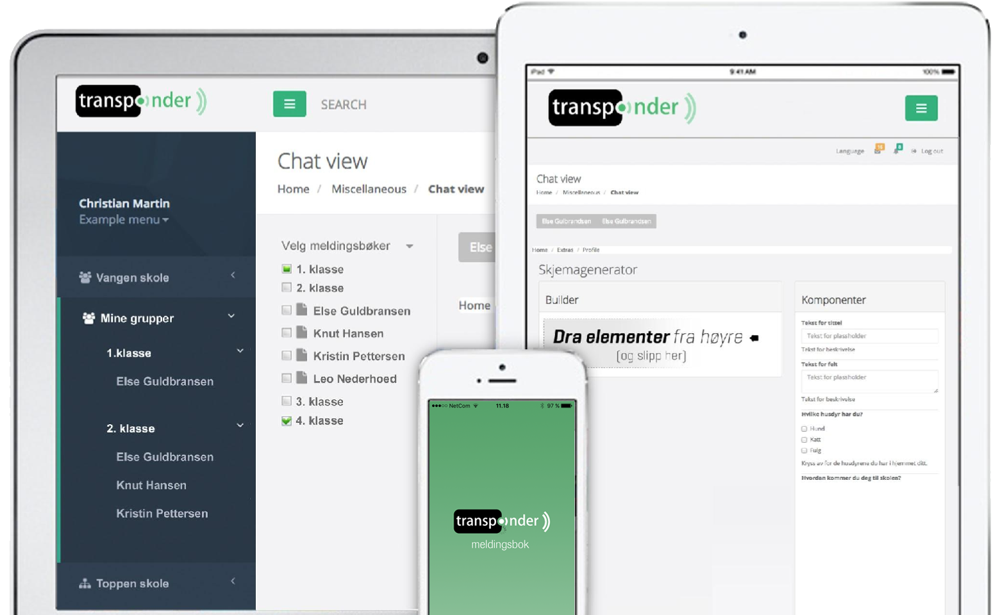 transponder
SEARCH
Christian Martin
Example menu
Vangen skole
Mine grupper
1.klasse
Else Guldbransen
2. klasse
Else Guldbransen
Knut Hansen
Kristin Pettersen
Toppen skole
Chat view
Home / Miscellaneous / Chat view
Velg meldingsbøker
1. klasse
2. klasse
Else Guldbransen
Knut Hansen
Kristin Pettersen
Leo Nederhoed
3. klasse
4. klasse
Else
Home
iPad 9:41 AM 100%
transponder
Language Log out
Chat view
Home / Miscellaneous / Chat view
Else Gulbrandsen Else Gulbrandsen
Home / Extras / Profile
Skjemagenerator
Builder
Dra elementer fra høyre
(og slipp her)
Komponenter
Tekst for tittel
Tekst for plassholder
Tekst for beskrivelse
Tekst for felt
Tekst for plassholder
Tekst for beskrivelse
Hvilke husdyr har du?
Hund
Katt
Fulg
Kryss av for de husdyrene du har i hjemmet ditt.
Hvordan kommer du deg til skolen?
NetCom 11.18 97 %
transponder
meldingsbok